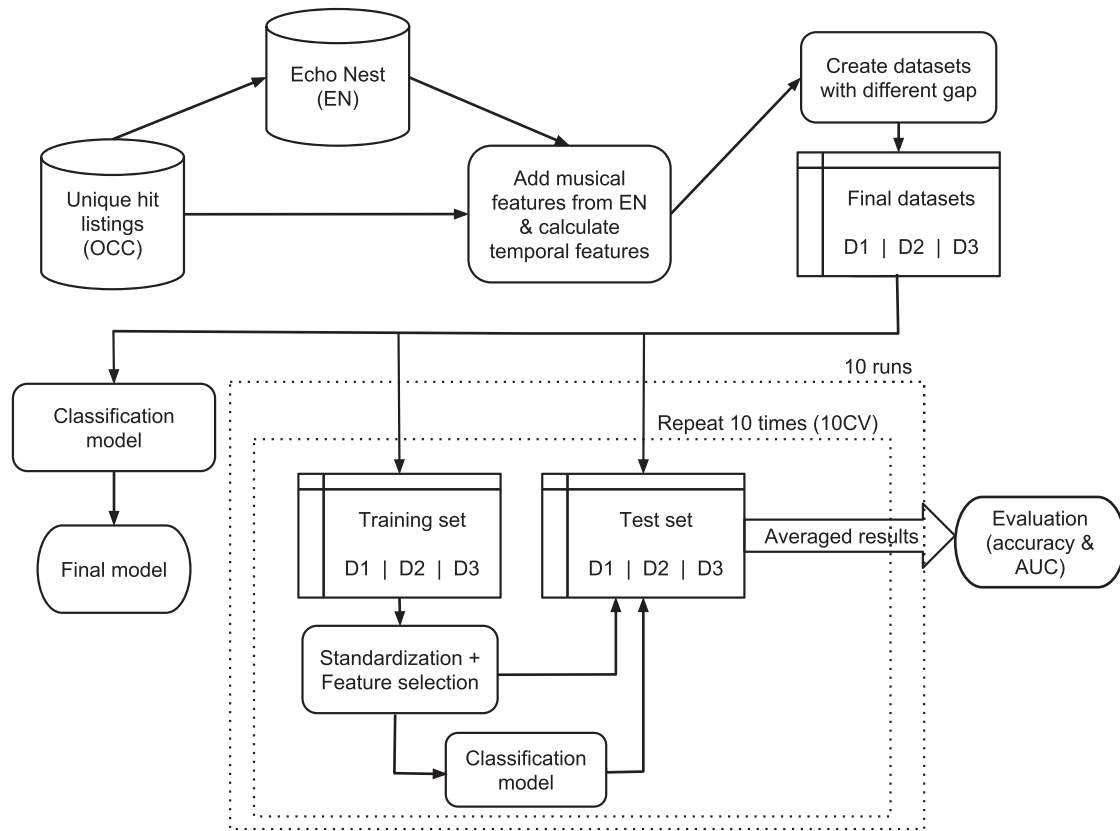 Echo Nest
(EN)
Unique hit
listings
(OCC)
Add musical
features from EN
& calculate
temporal features
Create datasets
with different gap
Final datasets
D1 | D2 | D3
Classification
model
Final model
10 runs
Repeat 10 times (10CV)
Training set
D1 | D2 | D3
Test set
D1 | D2 | D3
Averaged results
Evaluation
(accuracy &
AUC)
Standardization +
Feature selection
Classification
model